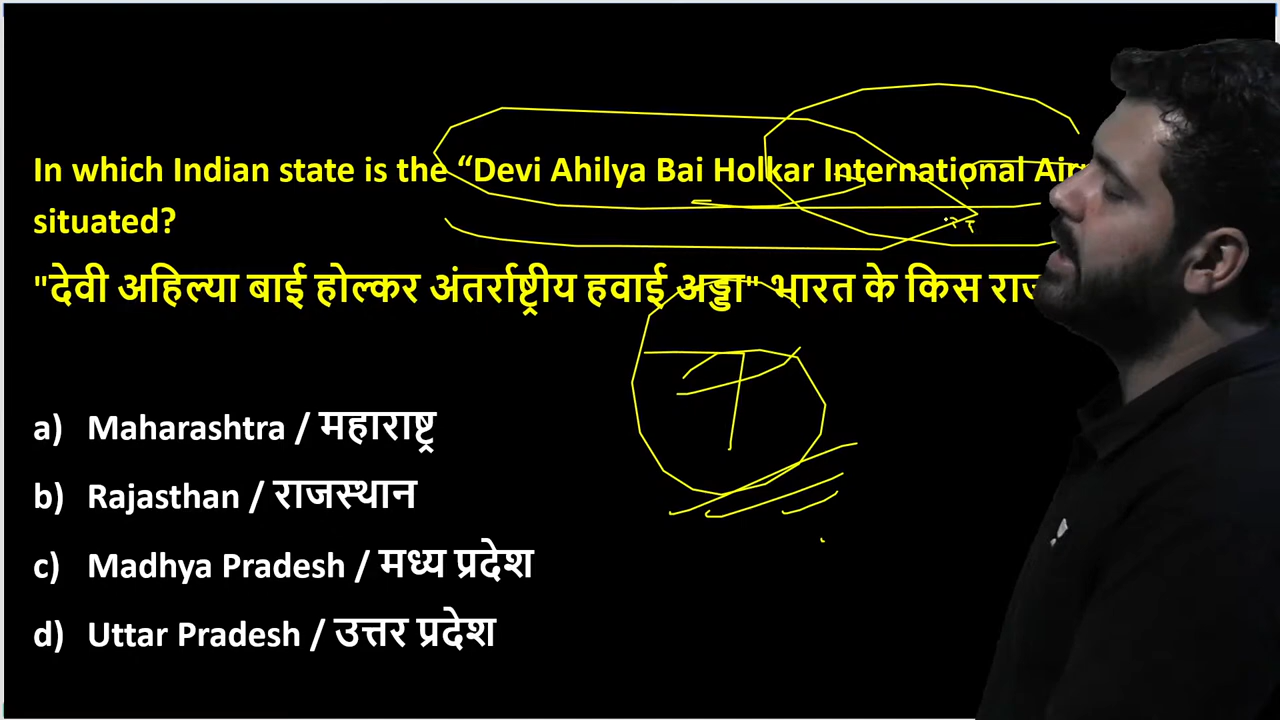 In which Indian state is the “Devi Ahilya Bai Holkar International
situated?
"देवी अहिल्या बाई होल्कर अंतर्राष्ट्रीय हवाई अड्डा" भारत के किस
a) Maharashtra / महाराष्ट्र
b) Rajasthan / राजस्थान
c) Madhya Pradesh / मध्य प्रदेश
d) Uttar Pradesh / उत्तर प्रदेश